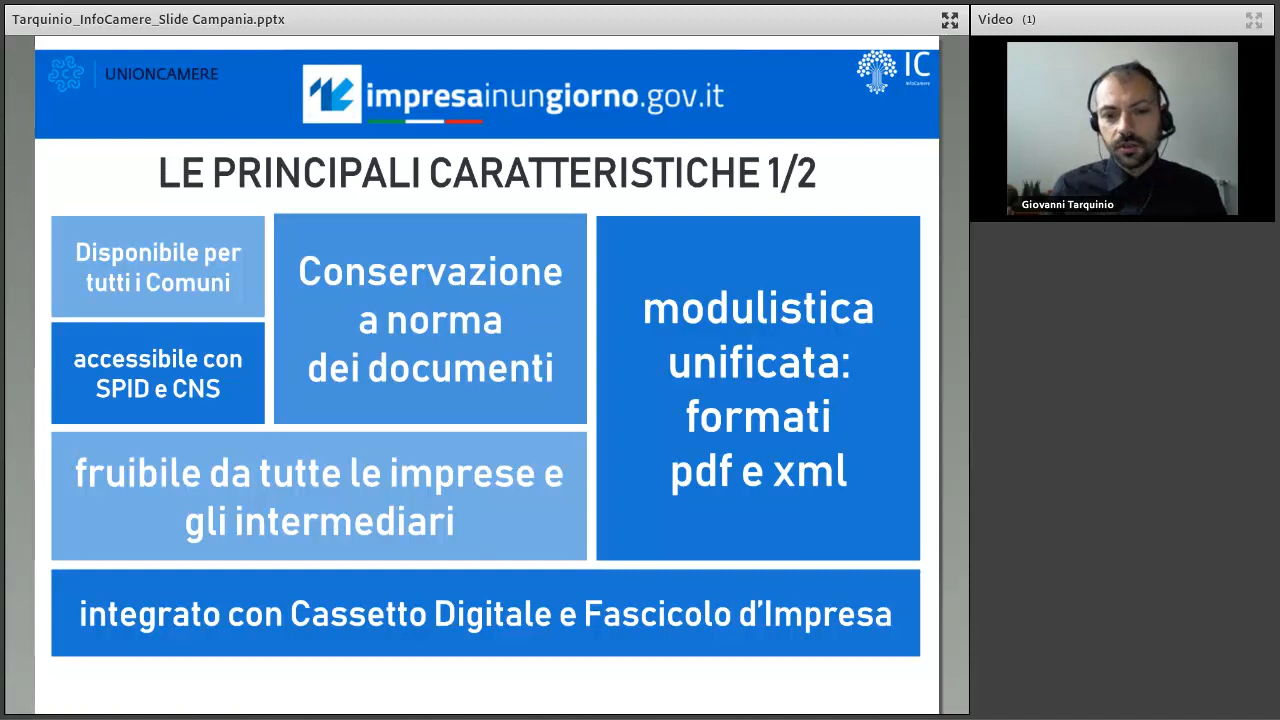 Tarquinio_InfoCamere_Slide Campania.pptx
Video (1)
UNIONCAMERE
impresainungiorno.gov.it
IC
InfoCamere
Giovanni Tarquinio
LE PRINCIPALI CARATTERISTICHE 1/2
Disponibile per
tutti i Comuni
accessibile con
SPID e CNS
Conservazione
a norma
dei documenti
modulistica
unificata:
formati
pdf e xml
fruibile da tutte le imprese e
gli intermediari
integrato con Cassetto Digitale e Fascicolo d'Impresa